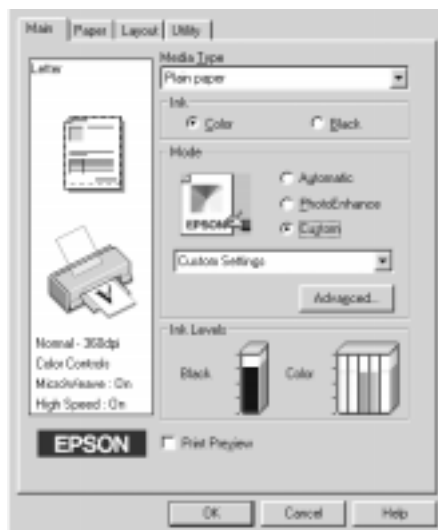 Main Paper Layout Utility
Letter
Media Type
Plain paper
Ink
Color Black
Mode
EPSON
Automatic
PhotoEnhance
Custom
Custom Settings
Advanced...
Normal - 360dpi
Color Controls
MicroWeave : On
High Speed : On
Ink Levels
Black Color
EPSON
Print Preview
OK Cancel Help